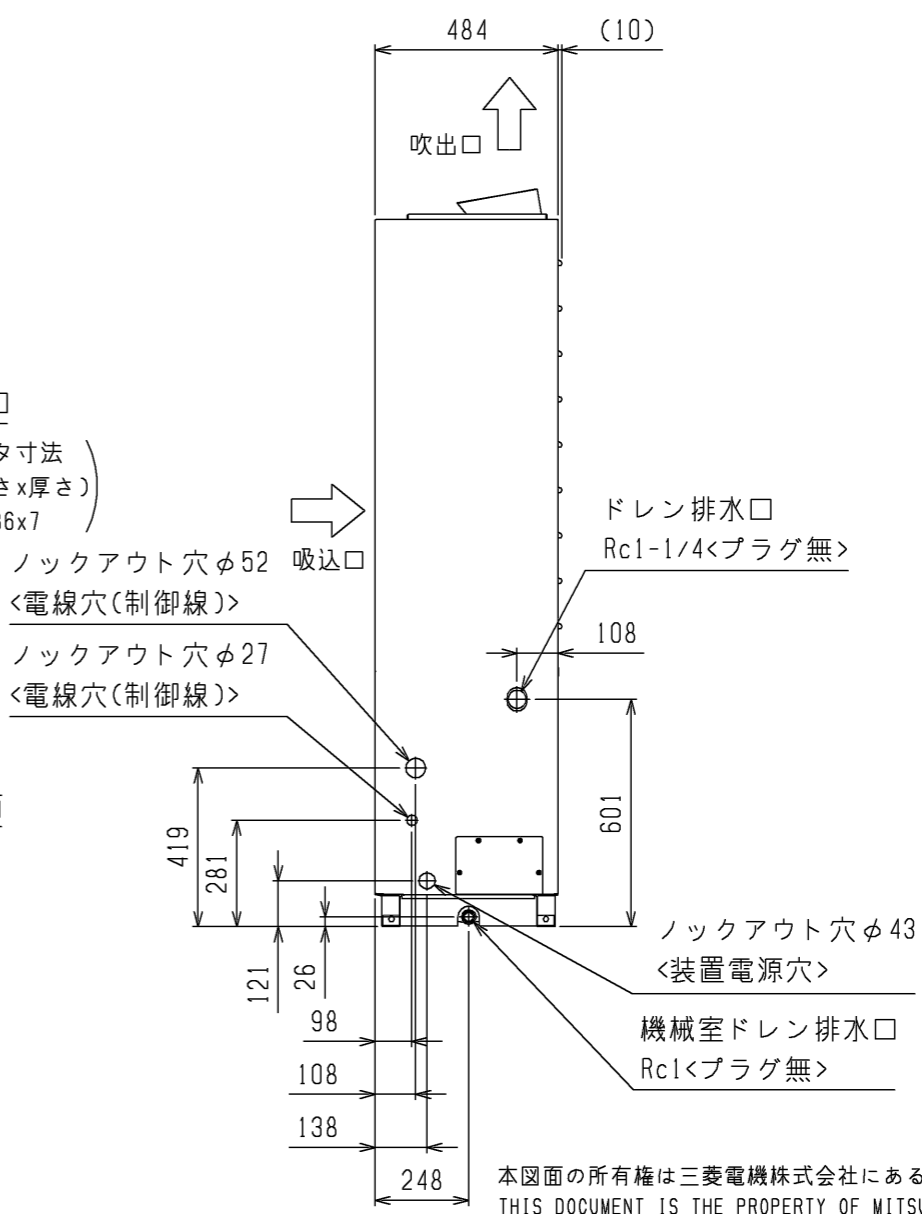 484
(10)
吹出口
タ寸法
さx厚さ)
36x7
吸込口
ノックアウト穴φ52
<電線穴(制御線)>
ノックアウト穴φ27
<電線穴(制御線)>
ドレン排水口
Rc1-1/4<プラグ無>
108
601
419
281
121
26
98
108
138
248
ノックアウト穴φ43
<装置電源穴>
機械室ドレン排水口
Rc1<プラグ無>
本図面の所有権は三菱電機株式会社にある
THIS DOCUMENT IS THE PROPERTY OF MITSU